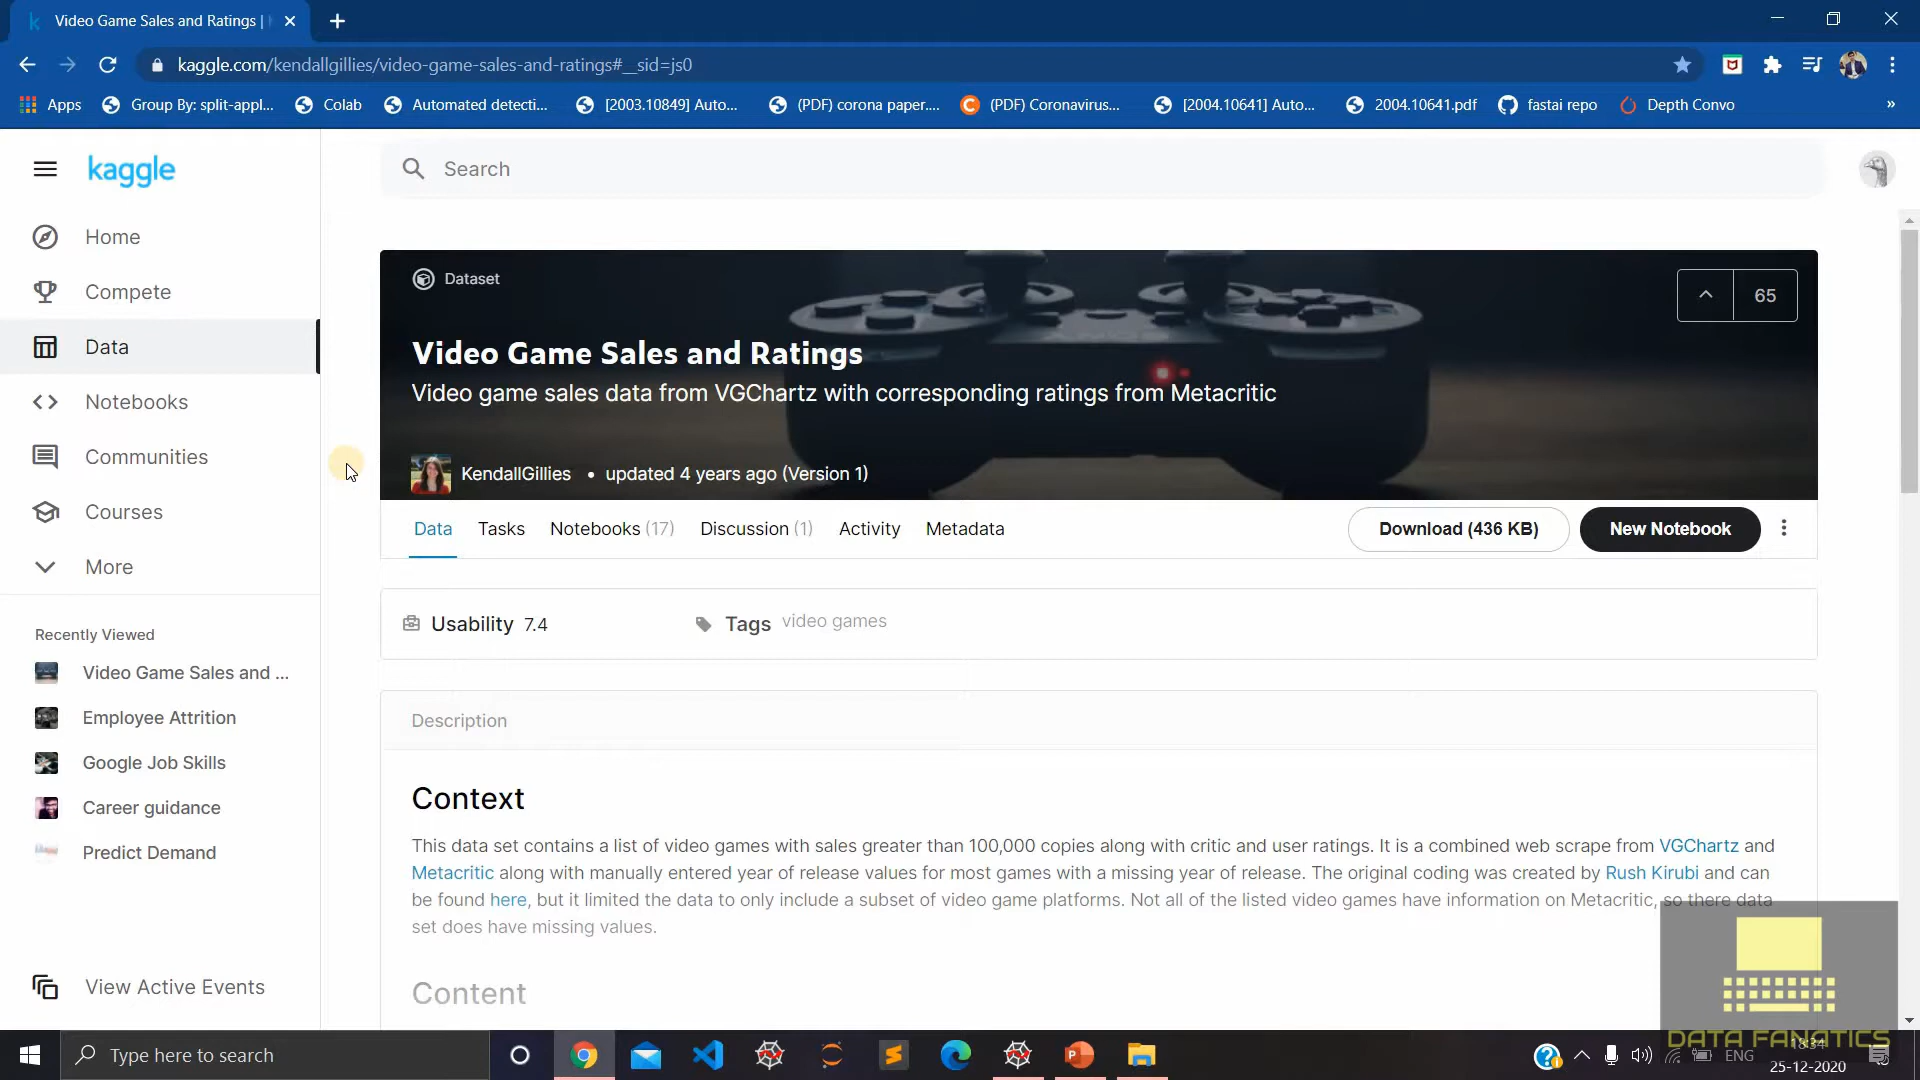 Video Game Sales and Ratings |
kaggle.com/kendallgillies/video-game-sales-and-ratings#__sid=js0
Apps
Group By: split-appl...
Colab
Automated detecti...
[2003.10849] Auto...
(PDF) corona paper....
(PDF) Coronavirus...
[2004.10641] Auto...
2004.10641.pdf
fastai repo
Depth Convo
»
kaggle
Search
Home
Compete
Data
Notebooks
Communities
Courses
More
Recently Viewed
Video Game Sales and ...
Employee Attrition
Google Job Skills
Career guidance
Predict Demand
View Active Events
Dataset
65
Video Game Sales and Ratings
Video game sales data from VGChartz with corresponding ratings from Metacritic
KendallGillies • updated 4 years ago (Version 1)
Data Tasks Notebooks (17) Discussion (1) Activity Metadata
Download (436 KB)
New Notebook
Usability 7.4
Tags video games
Description
Context
This data set contains a list of video games with sales greater than 100,000 copies along with critic and user ratings. It is a combined web scrape from VGChartz and
Metacritic along with manually entered year of release values for most games with a missing year of release. The original coding was created by Rush Kirubi and can
be found here, but it limited the data to only include a subset of video game platforms. Not all of the listed video games have information on Metacritic, so there data
set does have missing values.
Content
DATA FANATICS
Type here to search
ENG
18:34
25-12-2020